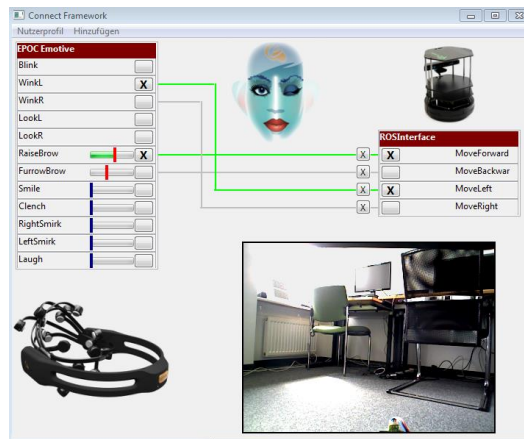 Connect Framework
Nutzerprofil Hinzufügen
EPOC Emotive
Blink
WinkL X
WinkR
LookL
LookR
RaiseBrow X
FurrowBrow
Smile
Clench
RightSmirk
LeftSmirk
Laugh
ROSInterface
X X MoveForward
X MoveBackwar
X X MoveLeft
X MoveRight